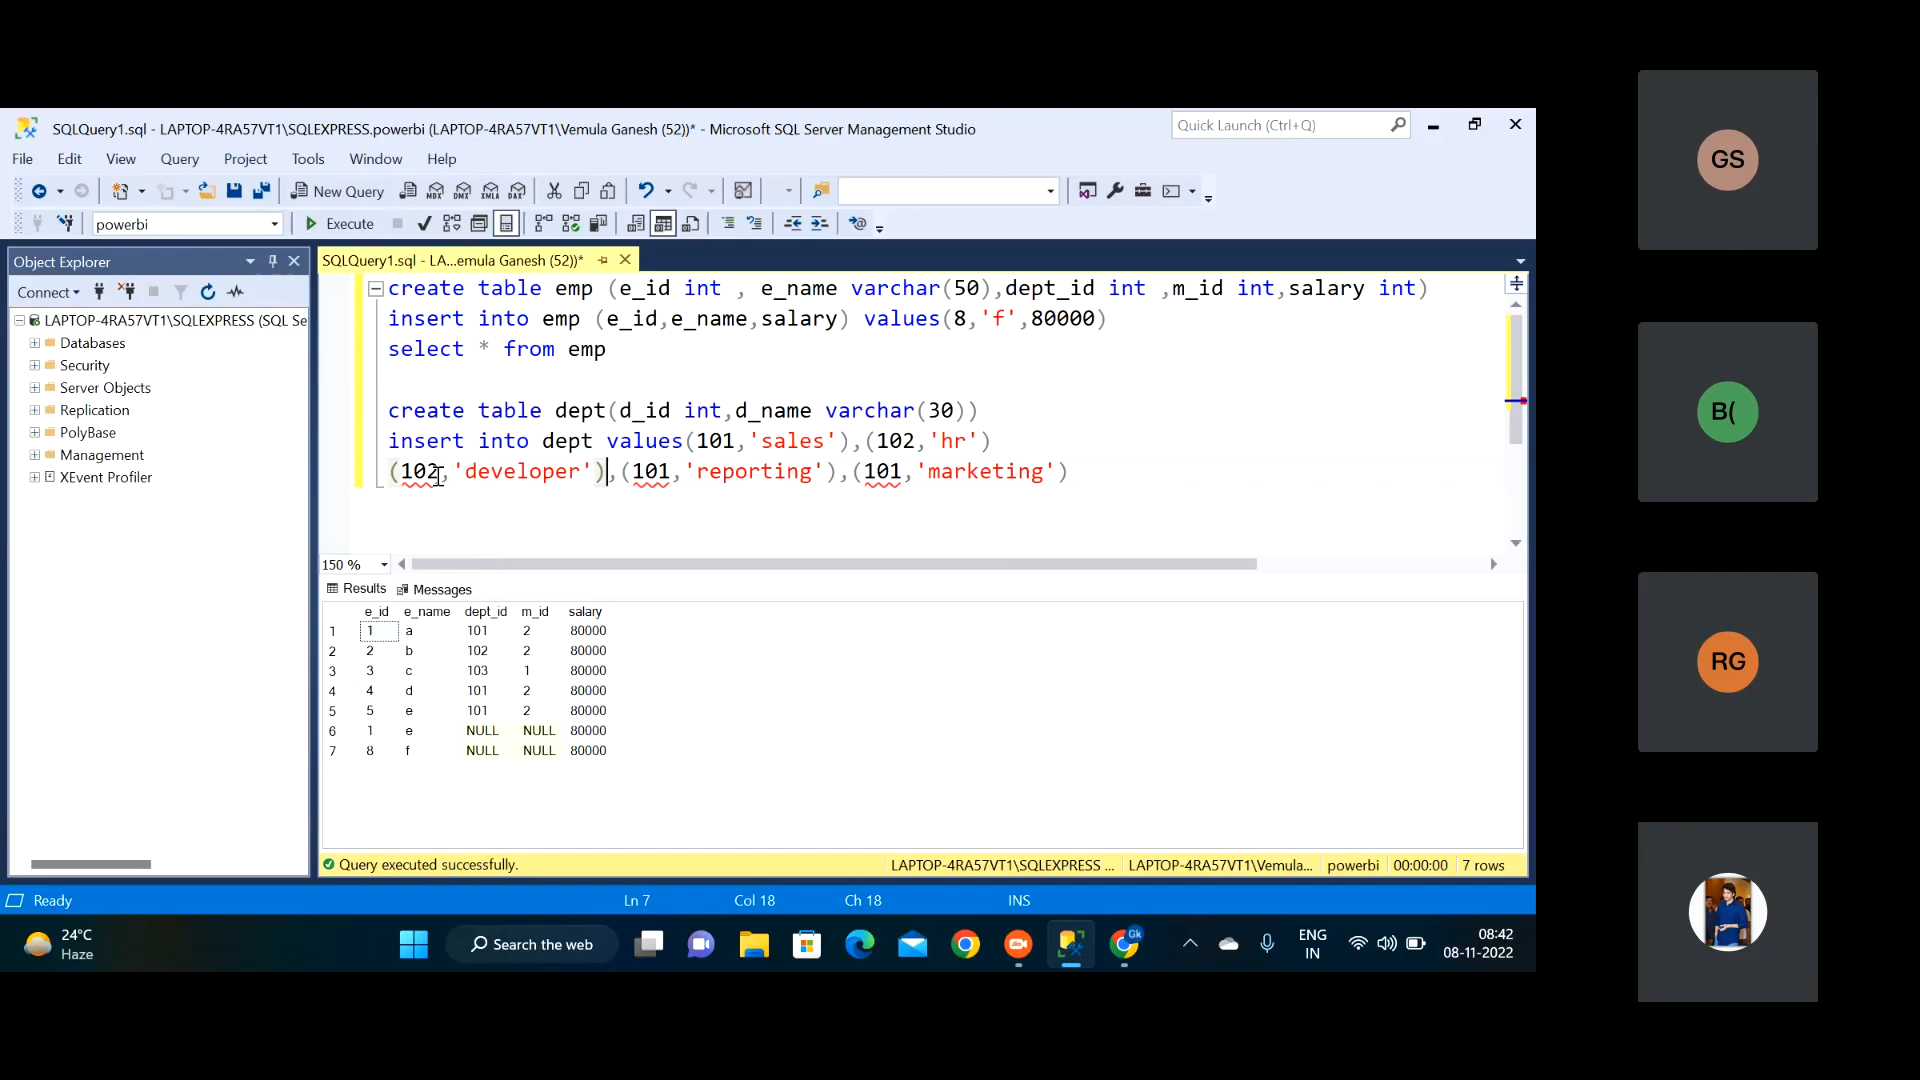 SQLQuery1.sql - LAPTOP-4RA57VT1\SQLEXPRESS.powerbi (LAPTOP-4RA57VT1\Vemula Ganesh (52))* - Microsoft SQL Server Management Studio
Quick Launch (Ctrl+Q)
File Edit View Query Project Tools Window Help
New Query MDX DMX XMLA DAX
powerbi Execute
Object Explorer
SQLQuery1.sql - LA...emula Ganesh (52))*
Connect
LAPTOP-4RA57VT1\SQLEXPRESS (SQL Se
Databases
Security
Server Objects
Replication
PolyBase
Management
XEvent Profiler
create table emp (e_id int , e_name varchar(50),dept_id int ,m_id int,salary int)
insert into emp (e_id,e_name,salary) values(8,'f',80000)
select * from emp
create table dept(d_id int,d_name varchar(30))
insert into dept values(101,'sales'),(102,'hr')
(102,'developer'),(101,'reporting'),(101,'marketing')
150 %
Results Messages
e_id e_name dept_id m_id salary
1 1 a 101 2 80000
2 2 b 102 2 80000
3 3 c 103 1 80000
4 4 d 101 2 80000
5 5 e 101 2 80000
6 1 e NULL NULL 80000
7 8 f NULL NULL 80000
Query executed successfully. LAPTOP-4RA57VT1\SQLEXPRESS ... LAPTOP-4RA57VT1\Vemula... powerbi 00:00:00 7 rows
Ready Ln 7 Col 18 Ch 18 INS
24°C
Haze
Search the web
Jio
Gk
ENG
IN
08:42
08-11-2022
GS
B(
RG